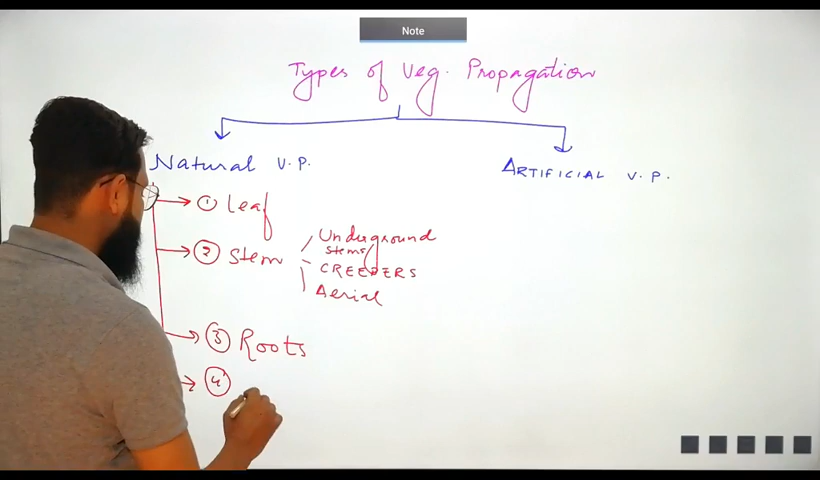 Note
Types of Veg. Propagation
Natural V.P.
ARTIFICIAL V.P.
① Leaf
② Stem
Underground
stems
CREEPERS
Aerial
③ Roots
④